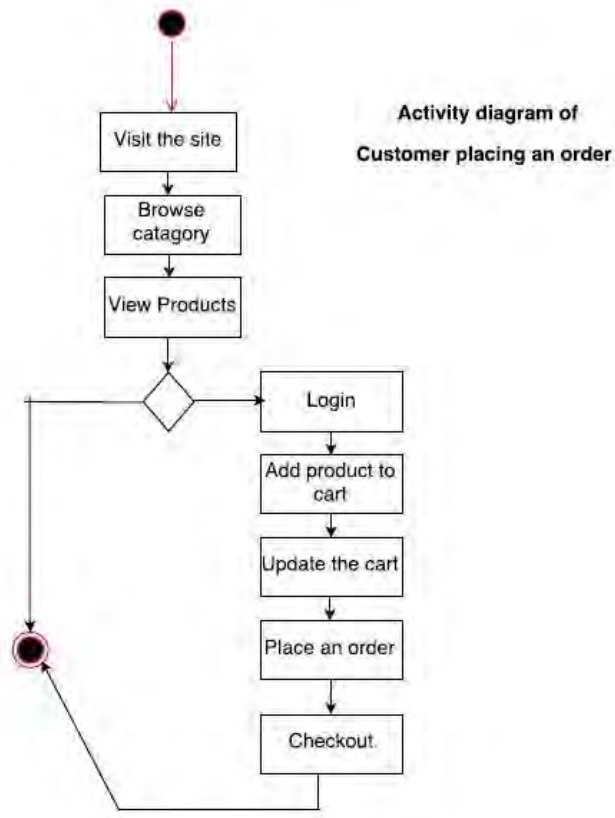 Activity diagram of
Customer placing an order
Visit the site
Browse
catagory
View Products
Login
Add product to
cart
Update the cart
Place an order
Checkout.